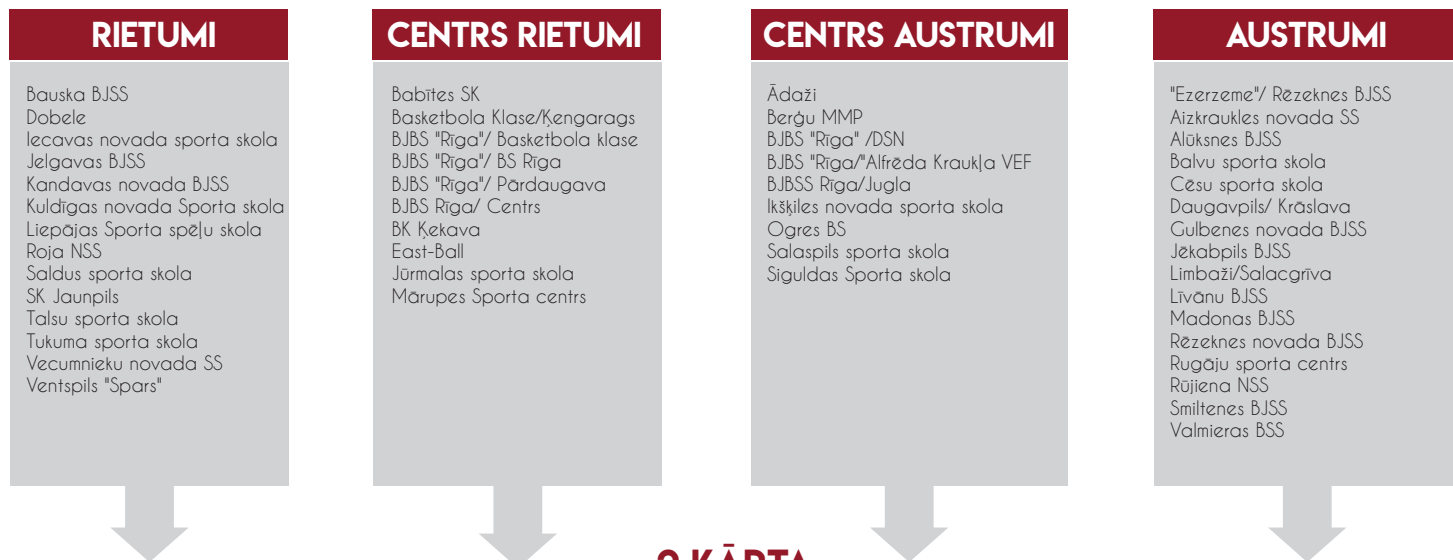 RIETUMI
Bauska BJSS
Dobele
Iecavas novada sporta skola
Jelgavas BJSS
Kandavas novada BJSS
Kuldīgas novada Sporta skola
Liepājas Sporta spēļu skola
Roja NSS
Saldus sporta skola
SK Jaunpils
Talsu sporta skola
Tukuma sporta skola
Vecumnieku novada SS
Ventspils "Spars"
CENTRS RIETUMI
Babītes SK
Basketbola Klase/Ķengarags
BJBS "Rīga"/ Basketbola klase
BJBS "Rīga"/ BS Rīga
BJBS "Rīga"/ Pārdaugava
BJBS Rīga/ Centrs
BK Ķekava
East-Ball
Jūrmalas sporta skola
Mārupes Sporta centrs
CENTRS AUSTRUMI
Ādaži
Berģu MMP
BJBS "Rīga" /DSN
BJBS "Rīga/"Alfrēda Kraukļa VEF
BJBSS Rīga/Jugla
Ikšķiles novada sporta skola
Ogres BS
Salaspils sporta skola
Siguldas Sporta skola
AUSTRUMI
"Ezerzeme"/ Rēzeknes BJSS
Aizkraukles novada SS
Alūksnes BJSS
Balvu sporta skola
Cēsu sporta skola
Daugavpils/ Krāslava
Gulbenes novada BJSS
Jēkabpils BJSS
Limbaži/Salacgrīva
Līvānu BJSS
Madonas BJSS
Rēzeknes novada BJSS
Rugāju sporta centrs
Rūjiena NSS
Smiltenes BJSS
Valmieras BSS
KĀRTA